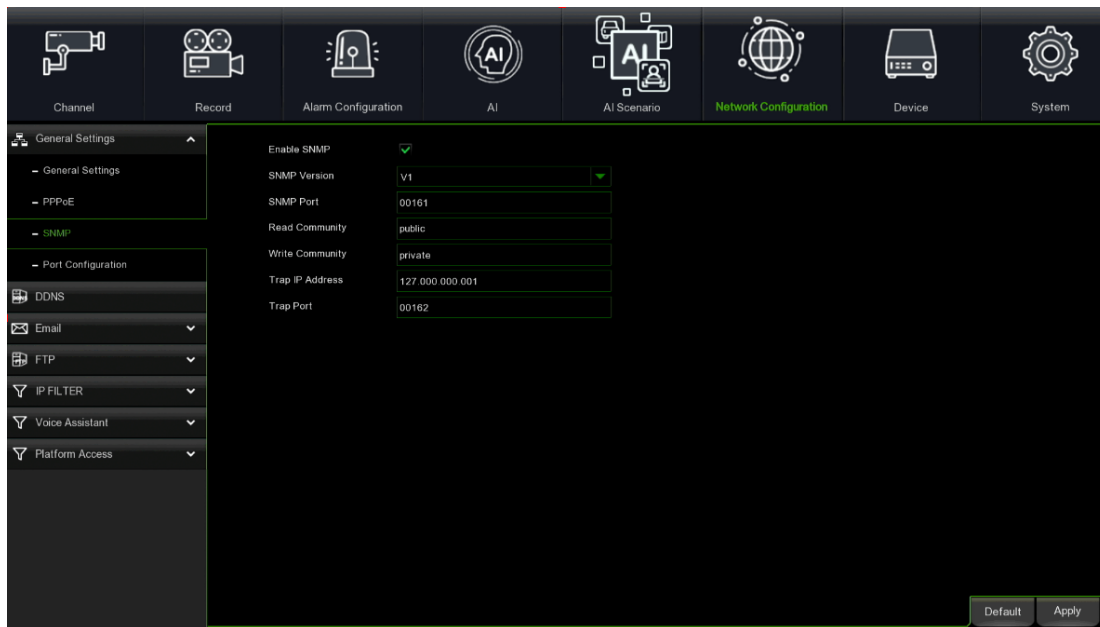 AI
AI
Channel Record Alarm Configuration AI AI Scenario Network Configuration Device System
General Settings
– General Settings
– PPPoE
– SNMP
– Port Configuration
DDNS
Email
FTP
IP FILTER
Voice Assistant
Platform Access
Enable SNMP
SNMP Version V1
SNMP Port 00161
Read Community public
Write Community private
Trap IP Address 127.000.000.001
Trap Port 00162
Default Apply